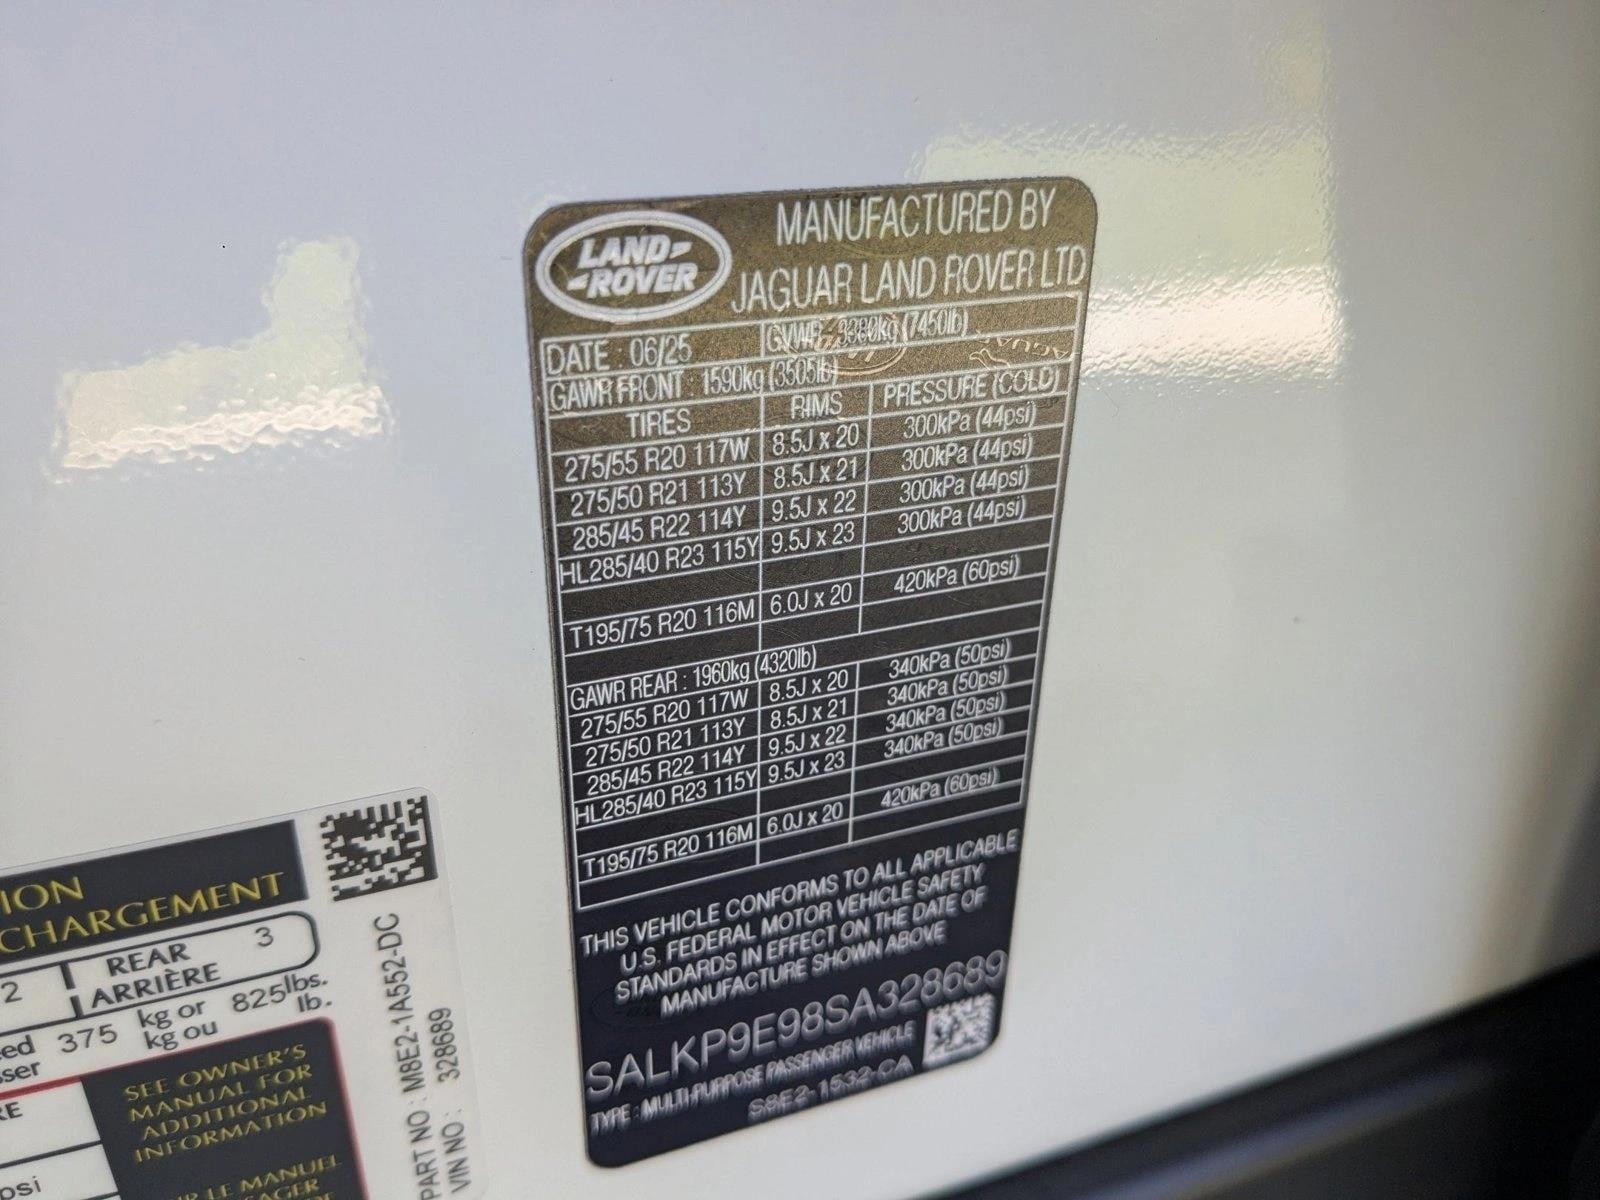 LAND-
-ROVER
MANUFACTURED BY
JAGUAR LAND ROVER LTD
DATE : 06/25 GVWR 3380kg (7450lb)
GAWR FRONT : 1590kg (3505lb)
TIRES RIMS PRESSURE (COLD)
275/55 R20 117W 8.5J x 20 300kPa (44psi)
275/50 R21 113Y 8.5J x 21 300kPa (44psi)
285/45 R22 114Y 9.5J x 22 300kPa (44psi)
HL285/40 R23 115Y 9.5J x 23 300kPa (44psi)
T195/75 R20 116M 6.0J x 20 420kPa (60psi)
GAWR REAR : 1960kg (4320lb)
275/55 R20 117W 8.5J x 20 340kPa (50psi)
275/50 R21 113Y 8.5J x 21 340kPa (50psi)
285/45 R22 114Y 9.5J x 22 340kPa (50psi)
HL285/40 R23 115Y 9.5J x 23 340kPa (50psi)
T195/75 R20 116M 6.0J x 20 420kPa (60psi)
THIS VEHICLE CONFORMS TO ALL APPLICABLE
U.S. FEDERAL MOTOR VEHICLE SAFETY
STANDARDS IN EFFECT ON THE DATE OF
MANUFACTURE SHOWN ABOVE
SALKP9E98SA328689
TYPE : MULTI-PURPOSE PASSENGER VEHICLE
S8E2-1532-CA
ION
CHARGEMENT
2 REAR 3
ARRIÈRE
eed 375 kg or 825 lbs.
sser kg ou lb.
RE
SEE OWNER'S
MANUAL FOR
ADDITIONAL
INFORMATION
psi
LE MANUEL
PART NO : M8E2-1A552-DC
VIN NO : 328689